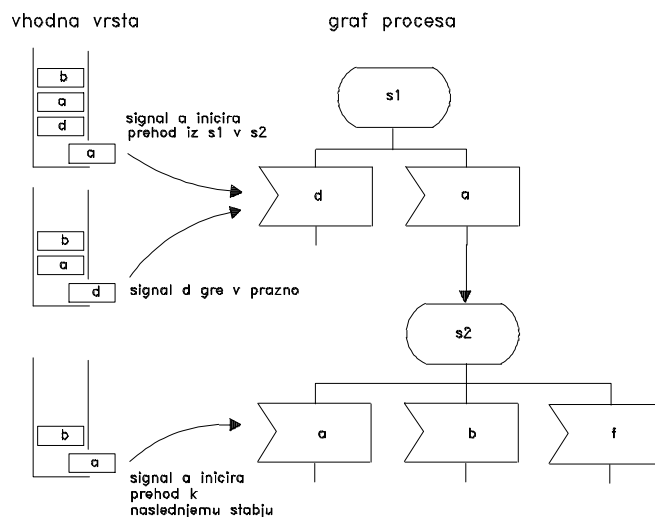 vhodna vrsta
graf procesa
b
a
d
a
signal a inicira
prehod iz s1 v s2
s1
d
a
b
a
d
signal d gre v prazno
s2
b
a
signal a inicira
prehod k
naslednjemu stabju
a
b
f